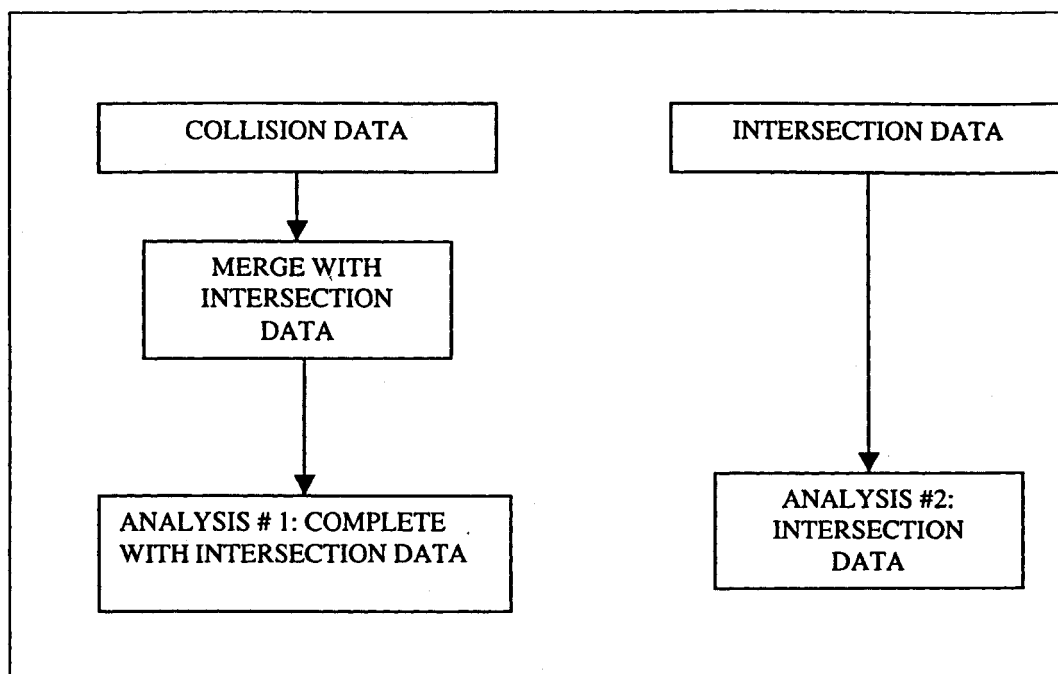 COLLISION DATA
INTERSECTION DATA
MERGE WITH
INTERSECTION
DATA
ANALYSIS # 1: COMPLETE
WITH INTERSECTION DATA
ANALYSIS #2:
INTERSECTION
DATA